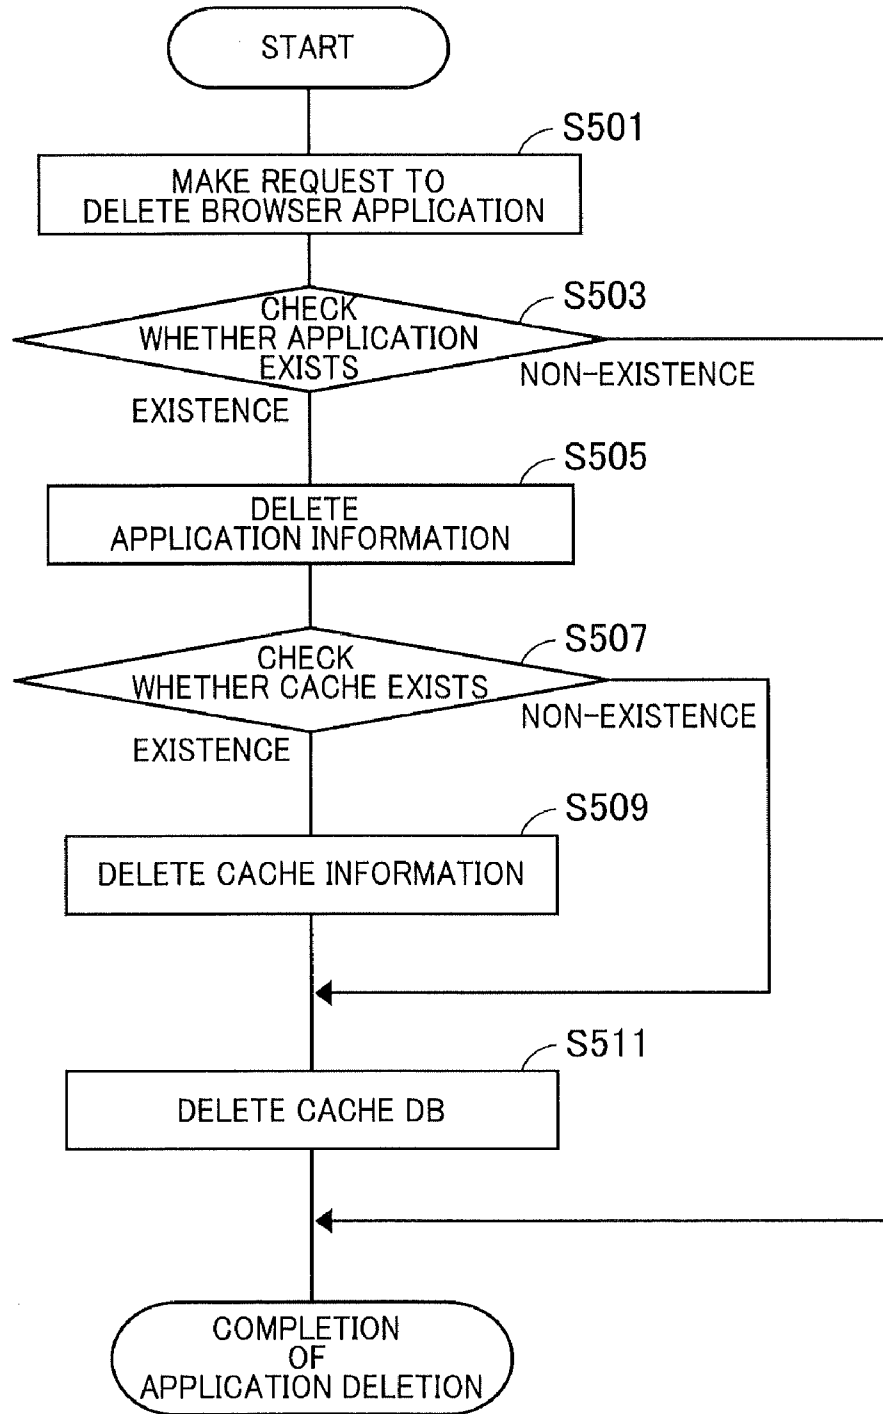 START
S501
MAKE REQUEST TO
DELETE BROWSER APPLICATION
S503
CHECK
WHETHER APPLICATION
EXISTS
NON-EXISTENCE
EXISTENCE
S505
DELETE
APPLICATION INFORMATION
S507
CHECK
WHETHER CACHE EXISTS
NON-EXISTENCE
EXISTENCE
S509
DELETE CACHE INFORMATION
S511
DELETE CACHE DB
COMPLETION
OF
APPLICATION DELETION